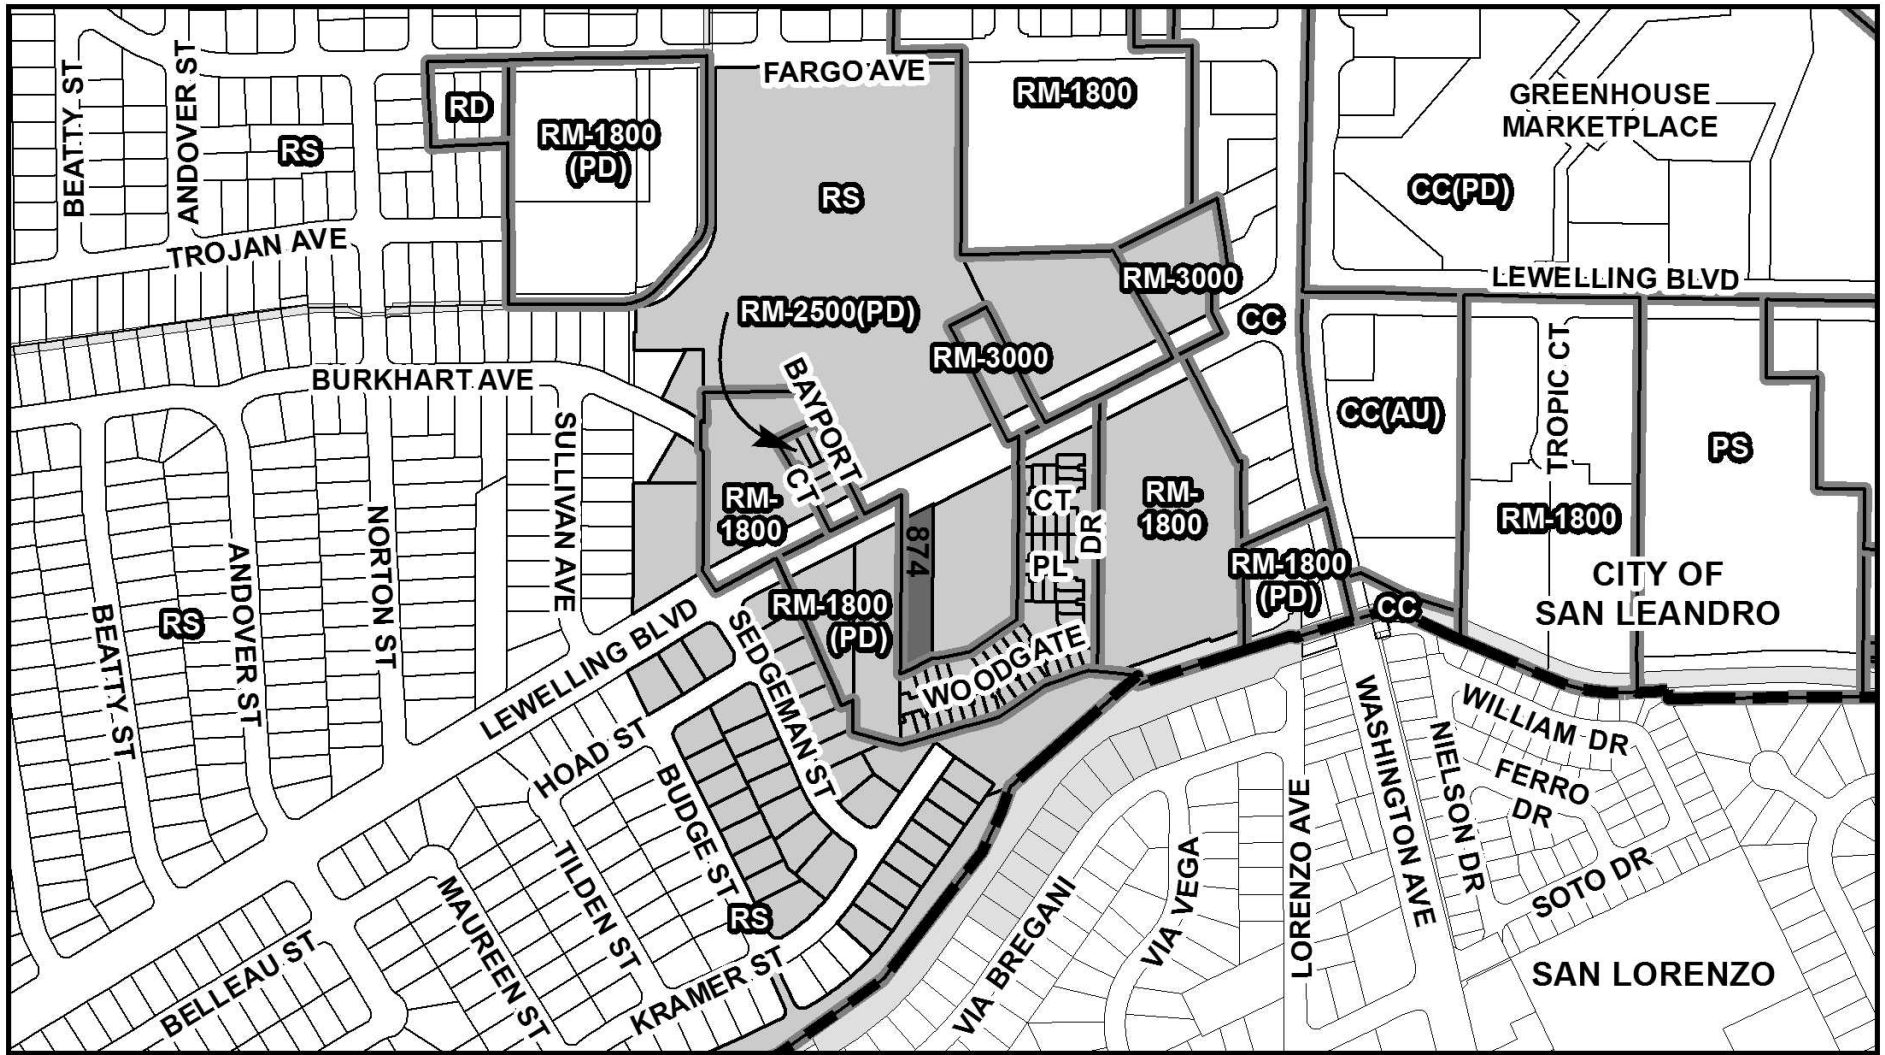 FARGO AVE
BEATTY ST
ANDOVER ST
RD
RM-1800
(PD)
RM-1800
GREENHOUSE
MARKETPLACE
RS
RS
CC(PD)
TROJAN AVE
RM-3000
LEWELLING BLVD
RM-2500(PD)
CC
RM-3000
BURKHART AVE
BAYPORT
CT
CC(AU)
TROPIC CT
PS
SULLIVAN AVE
RM-
1800
874
CT
PL
DR
RM-
1800
RM-1800
NORTON ST
ANDOVER ST
BEATTY ST
RS
RM-1800
(PD)
RM-1800
(PD)
CC
CITY OF
SAN LEANDRO
LEWELLING BLVD
SEDGEMAN ST
WOODGATE
HOAD ST
BUDGE ST
WASHINGTON AVE
NIELSON DR
WILLIAM DR
FERRO
DR
LORENZO AVE
TILDEN ST
MAUREEN ST
RS
VIA VEGA
VIA BREGANI
SOTO DR
BELLEAU ST
KRAMER ST
SAN LORENZO